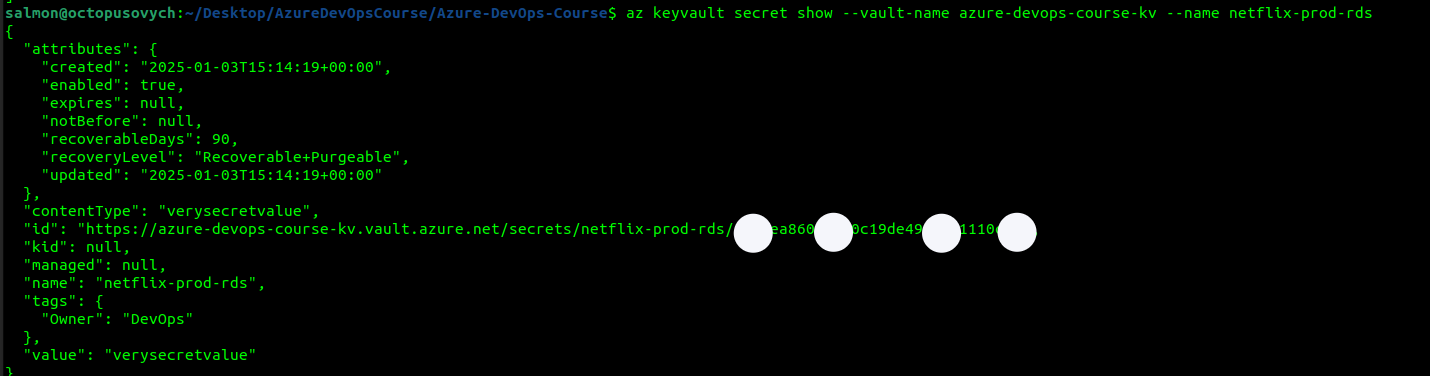 salmon@octopusovych:~/Desktop/AzureDevOpsCourse/Azure-DevOps-Course$ az keyvault secret show --vault-name azure-devops-course-kv --name netflix-prod-rds
{
"attributes": {
"created": "2025-01-03T15:14:19+00:00",
"enabled": true,
"expires": null,
"notBefore": null,
"recoverableDays": 90,
"recoveryLevel": "Recoverable+Purgeable",
"updated": "2025-01-03T15:14:19+00:00"
},
"contentType": "verysecretvalue",
"id": "https://azure-devops-course-kv.vault.azure.net/secrets/netflix-prod-rds/ ea860 0c19de49 1110
"kid": null,
"managed": null,
"name": "netflix-prod-rds",
"tags": {
"Owner": "DevOps"
},
"value": "verysecretvalue"
}